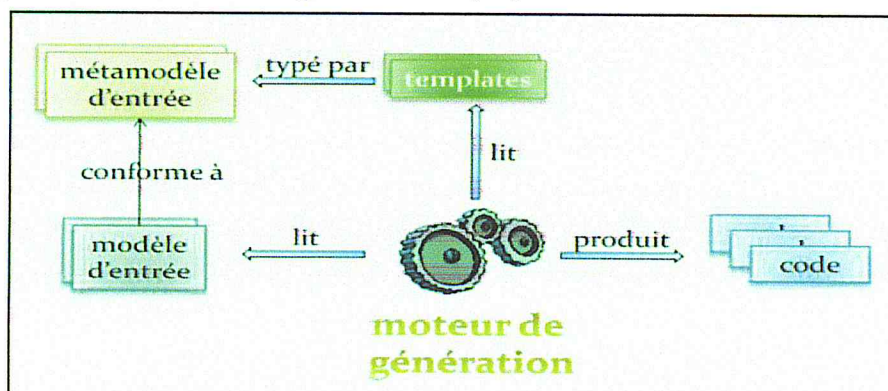 métamodèle
d'entrée
typé par
templates
conforme à
lit
modèle
d'entrée
lit
produit
code
moteur de
génération